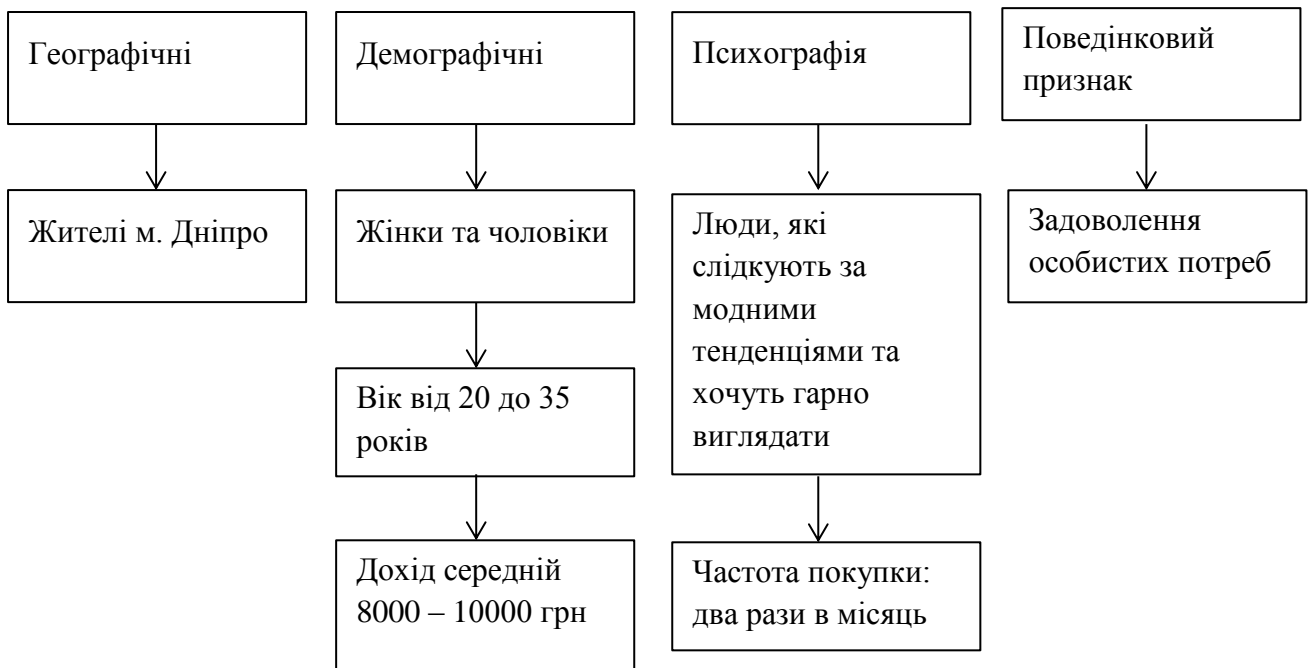 Географічні
Жителі м. Дніпро
Демографічні
Жінки та чоловіки
Вік від 20 до 35
років
Дохід середній
8000 – 10000 грн
Психографія
Люди, які
слідкують за
модними
тенденціями та
хочуть гарно
виглядати
Частота покупки:
два рази в місяць
Поведінковий
признак
Задоволення
особистих потреб